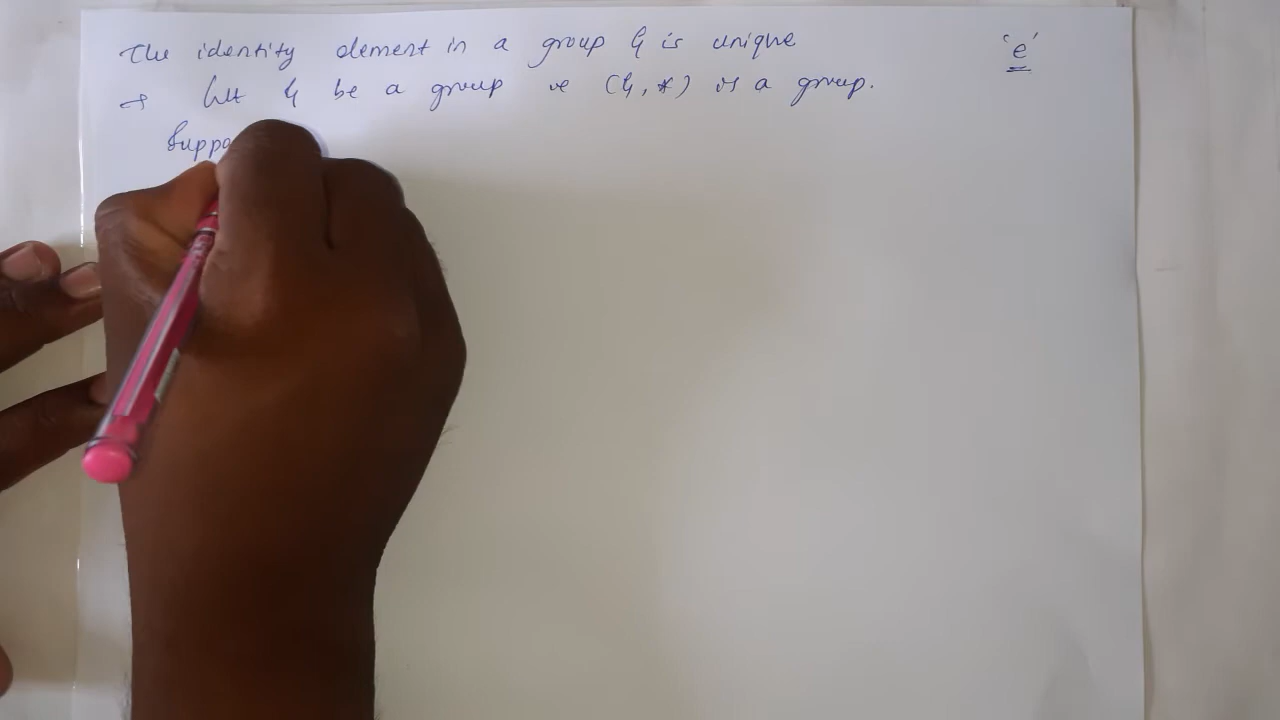 The identity element in a group G is unique 'e'
→ Let G be a group ie (G, *) is a group.
Suppo